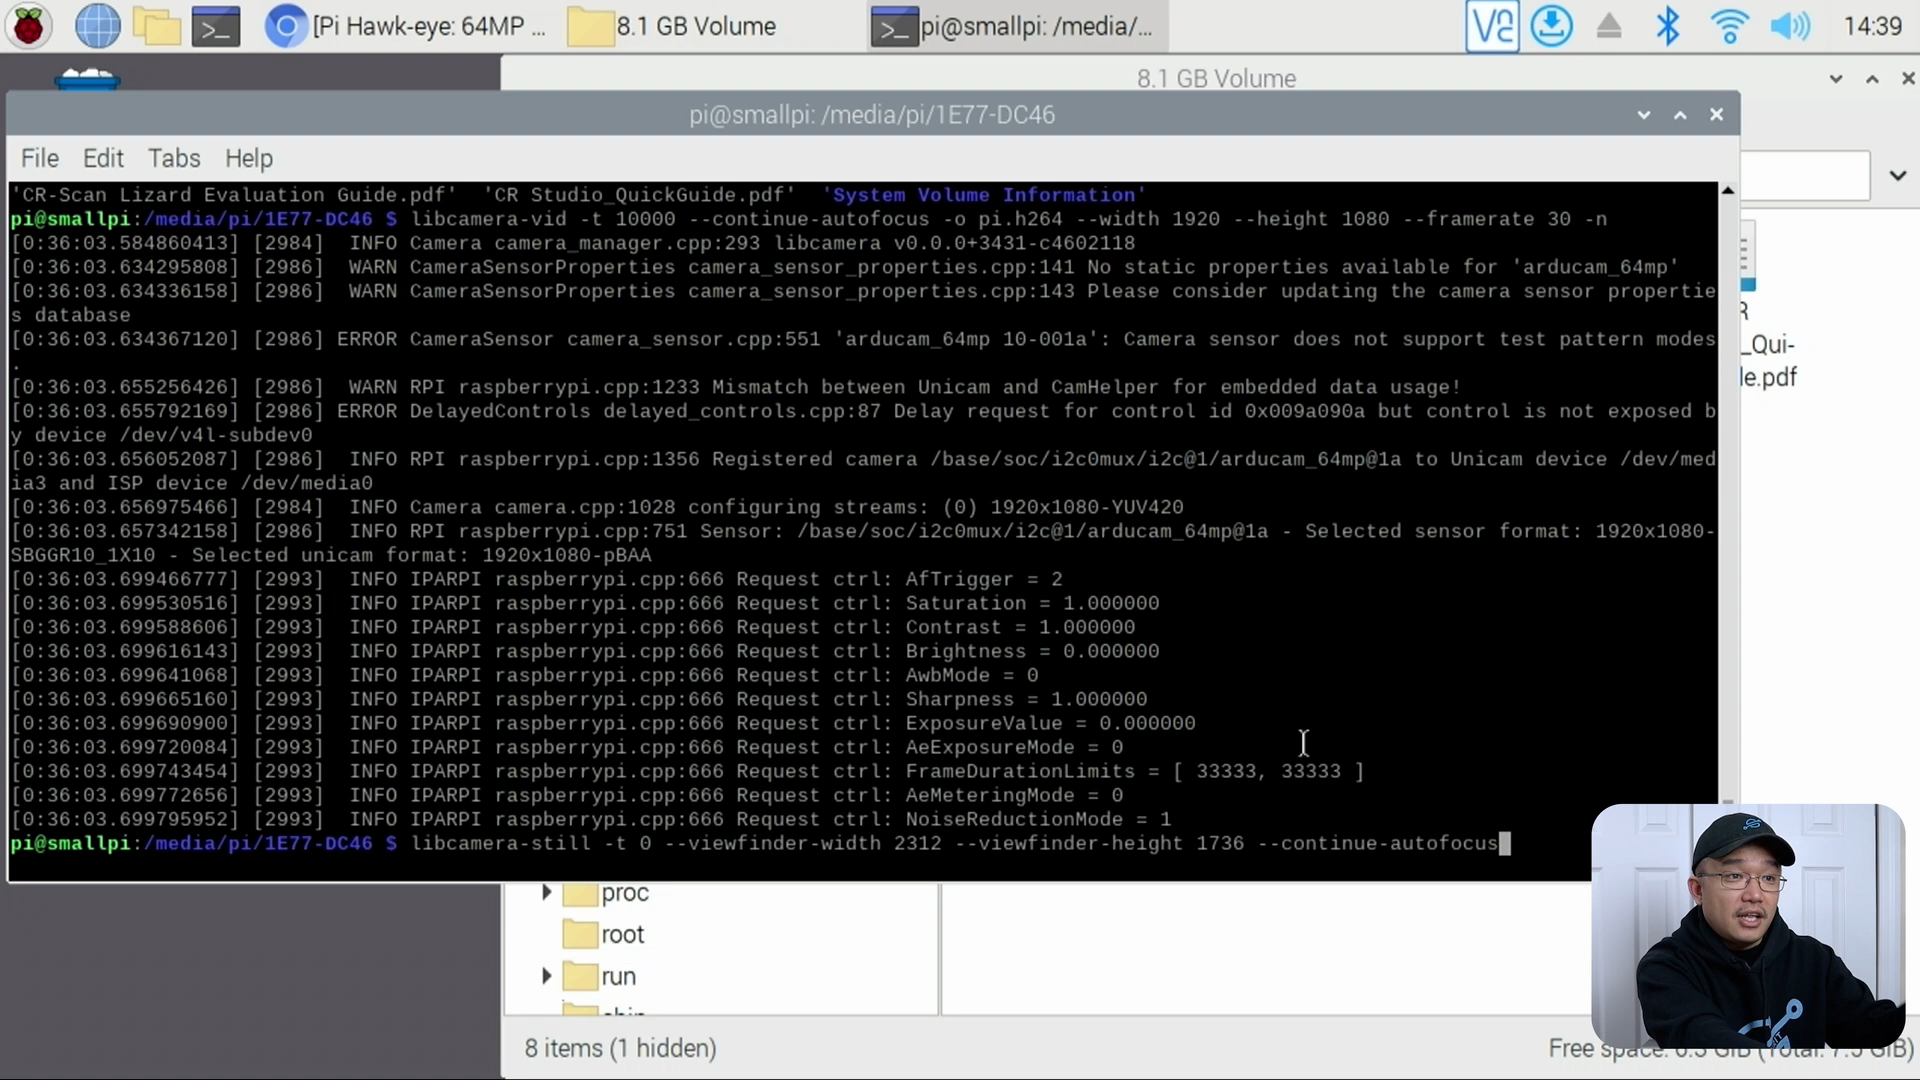 [Pi Hawk-eye: 64MP ...
8.1 GB Volume
pi@smallpi: /media/...
V2
14:39
8.1 GB Volume
pi@smallpi: /media/pi/1E77-DC46
File Edit Tabs Help
'CR-Scan Lizard Evaluation Guide.pdf' 'CR Studio_QuickGuide.pdf' 'System Volume Information'
pi@smallpi:/media/pi/1E77-DC46 $ libcamera-vid -t 10000 --continue-autofocus -o pi.h264 --width 1920 --height 1080 --framerate 30 -n
[0:36:03.584860413] [2984] INFO Camera camera_manager.cpp:293 libcamera v0.0.0+3431-c4602118
[0:36:03.634295808] [2986] WARN CameraSensorProperties camera_sensor_properties.cpp:141 No static properties available for 'arducam_64mp'
[0:36:03.634336158] [2986] WARN CameraSensorProperties camera_sensor_properties.cpp:143 Please consider updating the camera sensor propertie
s database
[0:36:03.634367120] [2986] ERROR CameraSensor camera_sensor.cpp:551 'arducam_64mp 10-001a': Camera sensor does not support test pattern modes
.
[0:36:03.655256426] [2986] WARN RPI raspberrypi.cpp:1233 Mismatch between Unicam and CamHelper for embedded data usage!
[0:36:03.655792169] [2986] ERROR DelayedControls delayed_controls.cpp:87 Delay request for control id 0x009a090a but control is not exposed b
y device /dev/v4l-subdev0
[0:36:03.656052087] [2986] INFO RPI raspberrypi.cpp:1356 Registered camera /base/soc/i2c0mux/i2c@1/arducam_64mp@1a to Unicam device /dev/med
ia3 and ISP device /dev/media0
[0:36:03.656975466] [2984] INFO Camera camera.cpp:1028 configuring streams: (0) 1920x1080-YUV420
[0:36:03.657342158] [2986] INFO RPI raspberrypi.cpp:751 Sensor: /base/soc/i2c0mux/i2c@1/arducam_64mp@1a - Selected sensor format: 1920x1080-
SBGGR10_1X10 - Selected unicam format: 1920x1080-pBAA
[0:36:03.699466777] [2993] INFO IPARPI raspberrypi.cpp:666 Request ctrl: AfTrigger = 2
[0:36:03.699530516] [2993] INFO IPARPI raspberrypi.cpp:666 Request ctrl: Saturation = 1.000000
[0:36:03.699588606] [2993] INFO IPARPI raspberrypi.cpp:666 Request ctrl: Contrast = 1.000000
[0:36:03.699616143] [2993] INFO IPARPI raspberrypi.cpp:666 Request ctrl: Brightness = 0.000000
[0:36:03.699641068] [2993] INFO IPARPI raspberrypi.cpp:666 Request ctrl: AwbMode = 0
[0:36:03.699665160] [2993] INFO IPARPI raspberrypi.cpp:666 Request ctrl: Sharpness = 1.000000
[0:36:03.699690900] [2993] INFO IPARPI raspberrypi.cpp:666 Request ctrl: ExposureValue = 0.000000
[0:36:03.699720084] [2993] INFO IPARPI raspberrypi.cpp:666 Request ctrl: AeExposureMode = 0
[0:36:03.699743454] [2993] INFO IPARPI raspberrypi.cpp:666 Request ctrl: FrameDurationLimits = [ 33333, 33333 ]
[0:36:03.699772656] [2993] INFO IPARPI raspberrypi.cpp:666 Request ctrl: AeMeteringMode = 0
[0:36:03.699795952] [2993] INFO IPARPI raspberrypi.cpp:666 Request ctrl: NoiseReductionMode = 1
pi@smallpi:/media/pi/1E77-DC46 $ libcamera-still -t 0 --viewfinder-width 2312 --viewfinder-height 1736 --continue-autofocus
R
_Qui-
le.pdf
proc
root
run
8 items (1 hidden)
Free space: